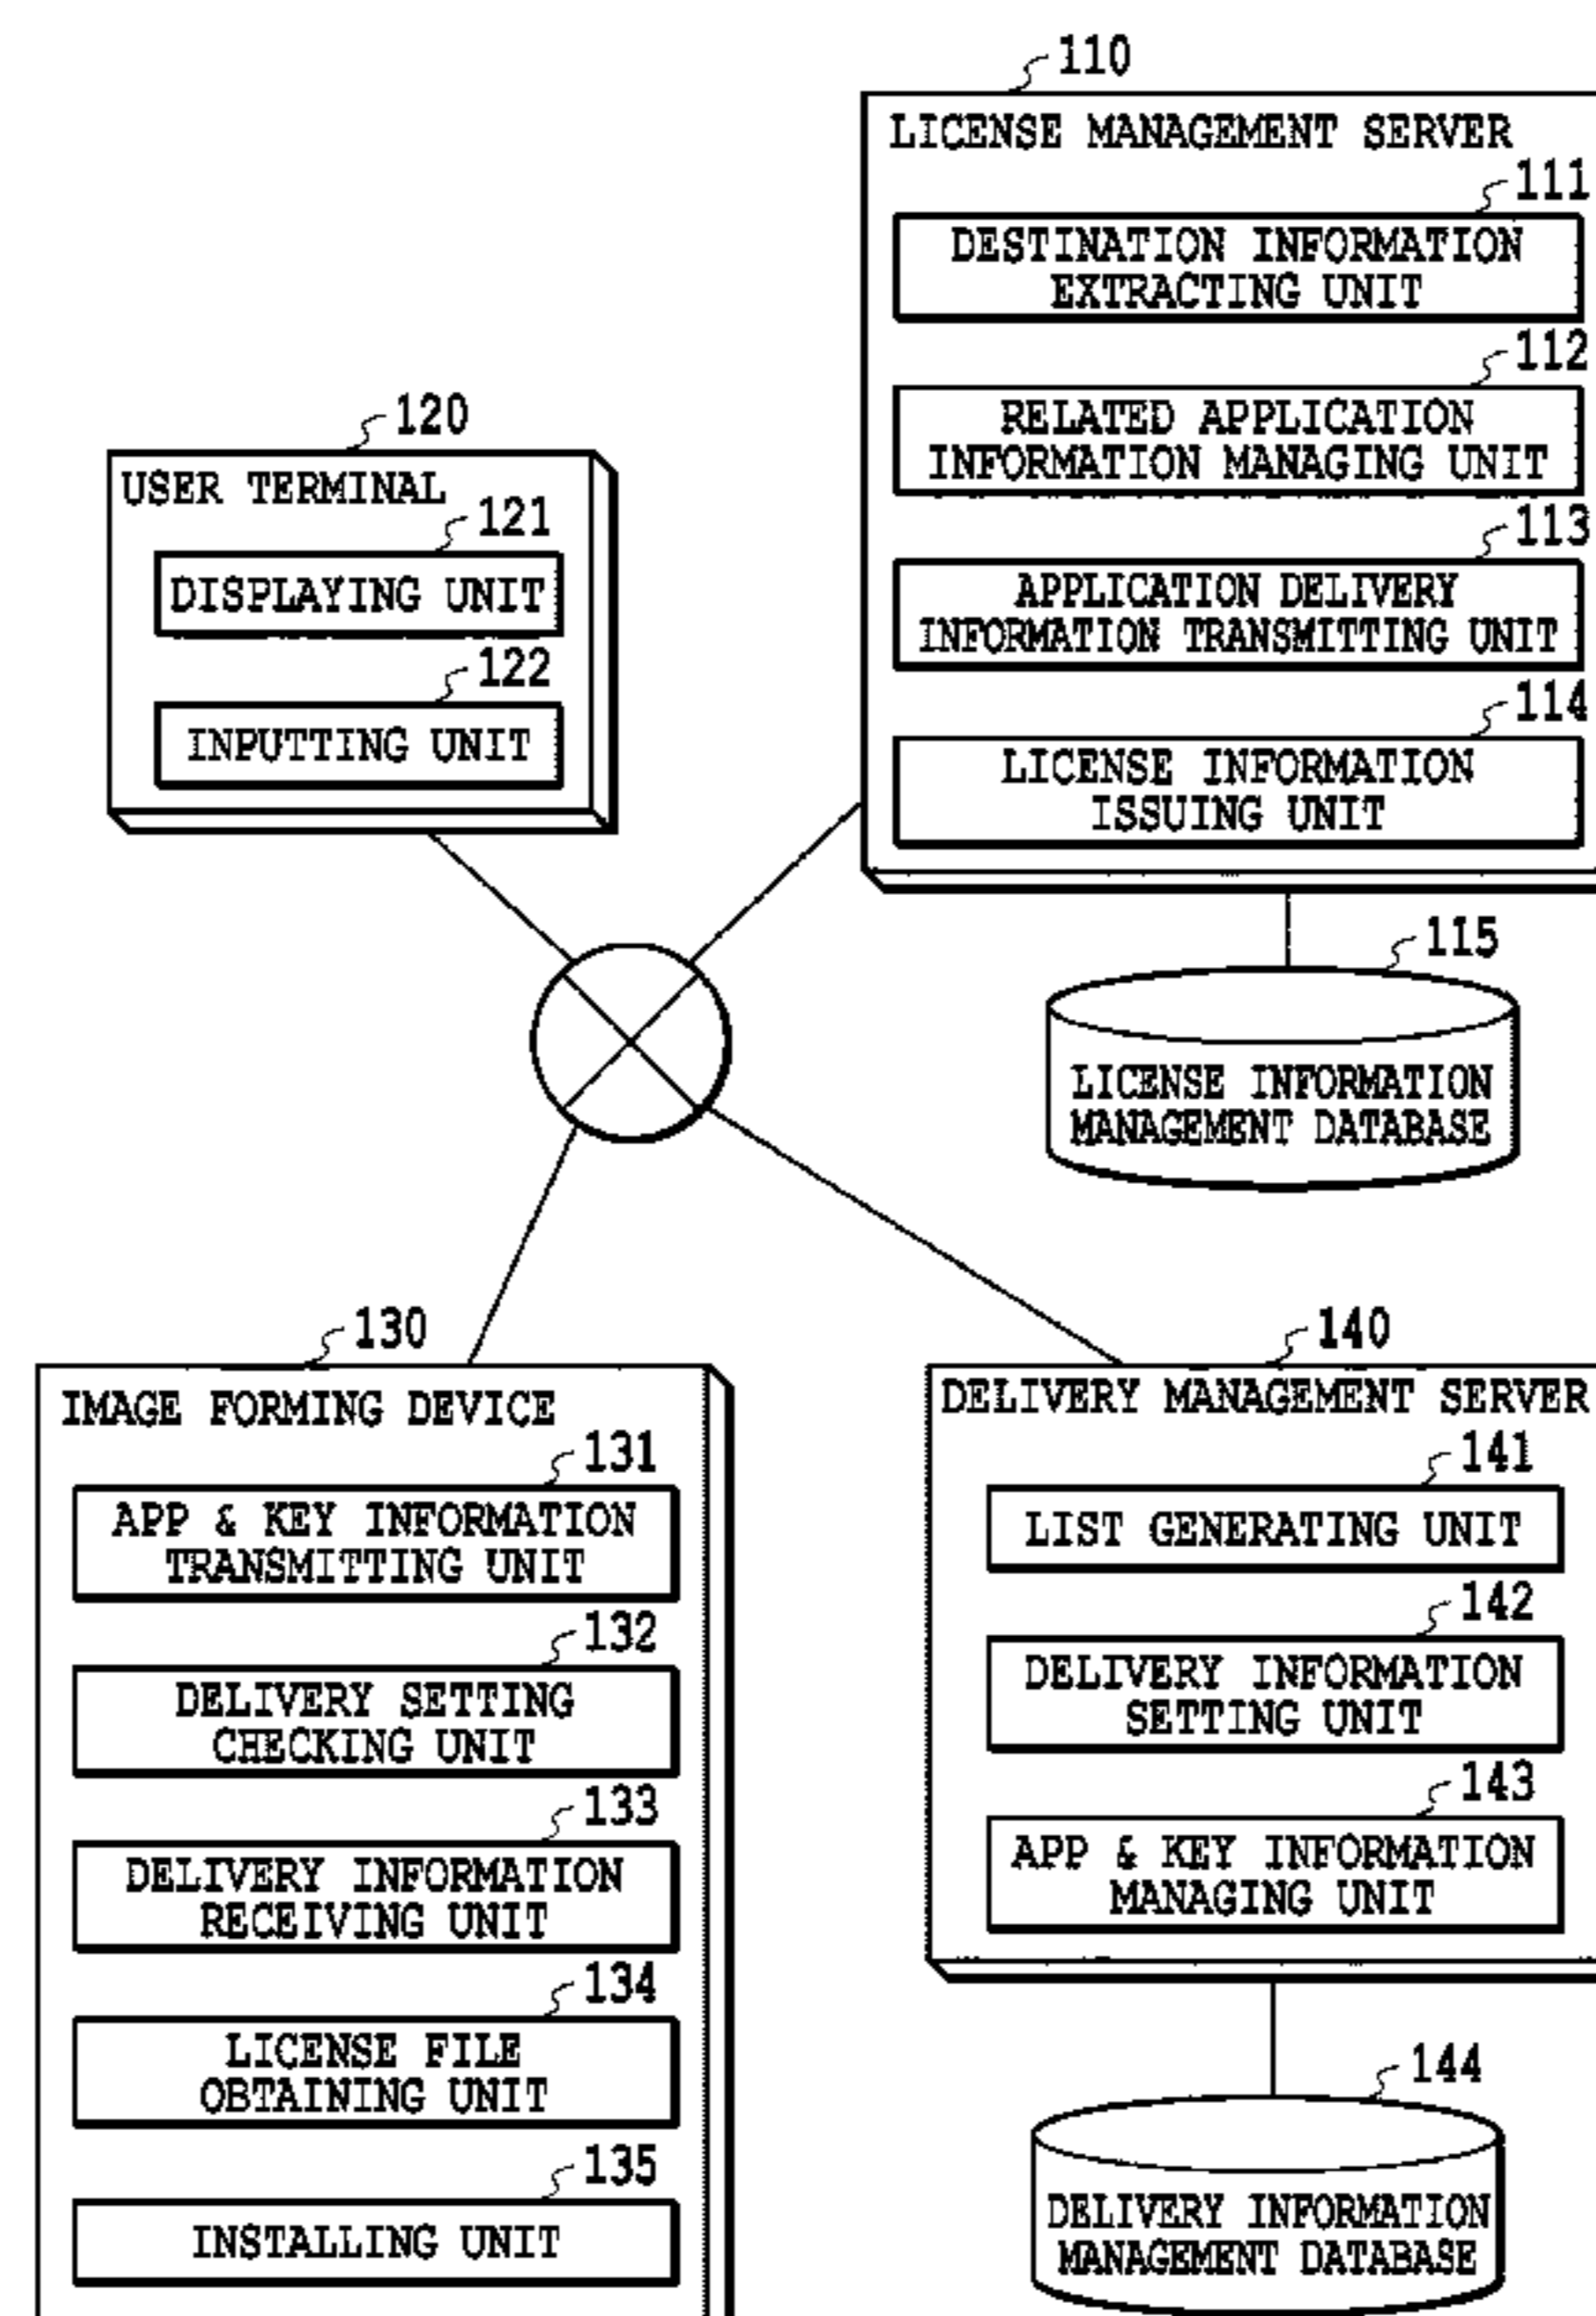 110
LICENSE MANAGEMENT SERVER
111
DESTINATION INFORMATION
EXTRACTING UNIT
112
RELATED APPLICATION
INFORMATION MANAGING UNIT
113
APPLICATION DELIVERY
INFORMATION TRANSMITTING UNIT
114
LICENSE INFORMATION
ISSUING UNIT
115
LICENSE INFORMATION
MANAGEMENT DATABASE
120
USER TERMINAL
121
DISPLAYING UNIT
122
INPUTTING UNIT
130
IMAGE FORMING DEVICE
131
APP & KEY INFORMATION
TRANSMITTING UNIT
132
DELIVERY SETTING
CHECKING UNIT
133
DELIVERY INFORMATION
RECEIVING UNIT
134
LICENSE FILE
OBTAINING UNIT
135
INSTALLING UNIT
140
DELIVERY MANAGEMENT SERVER
141
LIST GENERATING UNIT
142
DELIVERY INFORMATION
SETTING UNIT
143
APP & KEY INFORMATION
MANAGING UNIT
144
DELIVERY INFORMATION
MANAGEMENT DATABASE